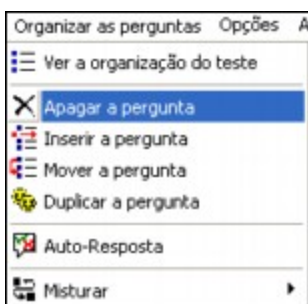 Organizar as perguntas Opções A
Ver a organização do teste
Apagar a pergunta
Inserir a pergunta
Mover a pergunta
Duplicar a pergunta
Auto-Resposta
Misturar